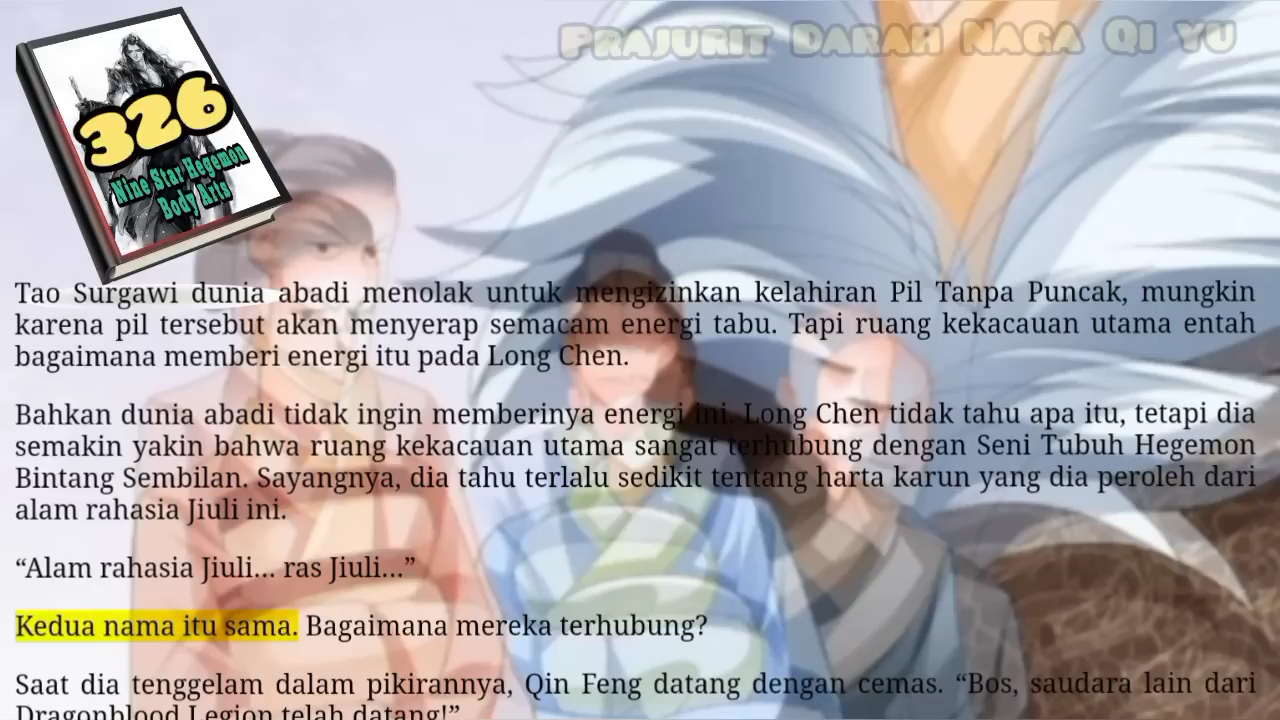 Prajurit Darah Naga Qi yu
326
Nine Star Hegemon
Body Arts
Tao Surgawi dunia abadi menolak untuk mengizinkan kelahiran Pil Tanpa Puncak, mungkin
karena pil tersebut akan menyerap semacam energi tabu. Tapi ruang kekacauan utama entah
bagaimana memberi energi itu pada Long Chen.
Bahkan dunia abadi tidak ingin memberinya energi ini. Long Chen tidak tahu apa itu, tetapi dia
semakin yakin bahwa ruang kekacauan utama sangat terhubung dengan Seni Tubuh Hegemon
Bintang Sembilan. Sayangnya, dia tahu terlalu sedikit tentang harta karun yang dia peroleh dari
alam rahasia Jiuli ini.
“Alam rahasia Jiuli… ras Jiuli…”
Kedua nama itu sama. Bagaimana mereka terhubung?
Saat dia tenggelam dalam pikirannya, Qin Feng datang dengan cemas. “Bos, saudara lain dari
Dragonblood Legion telah datang!”